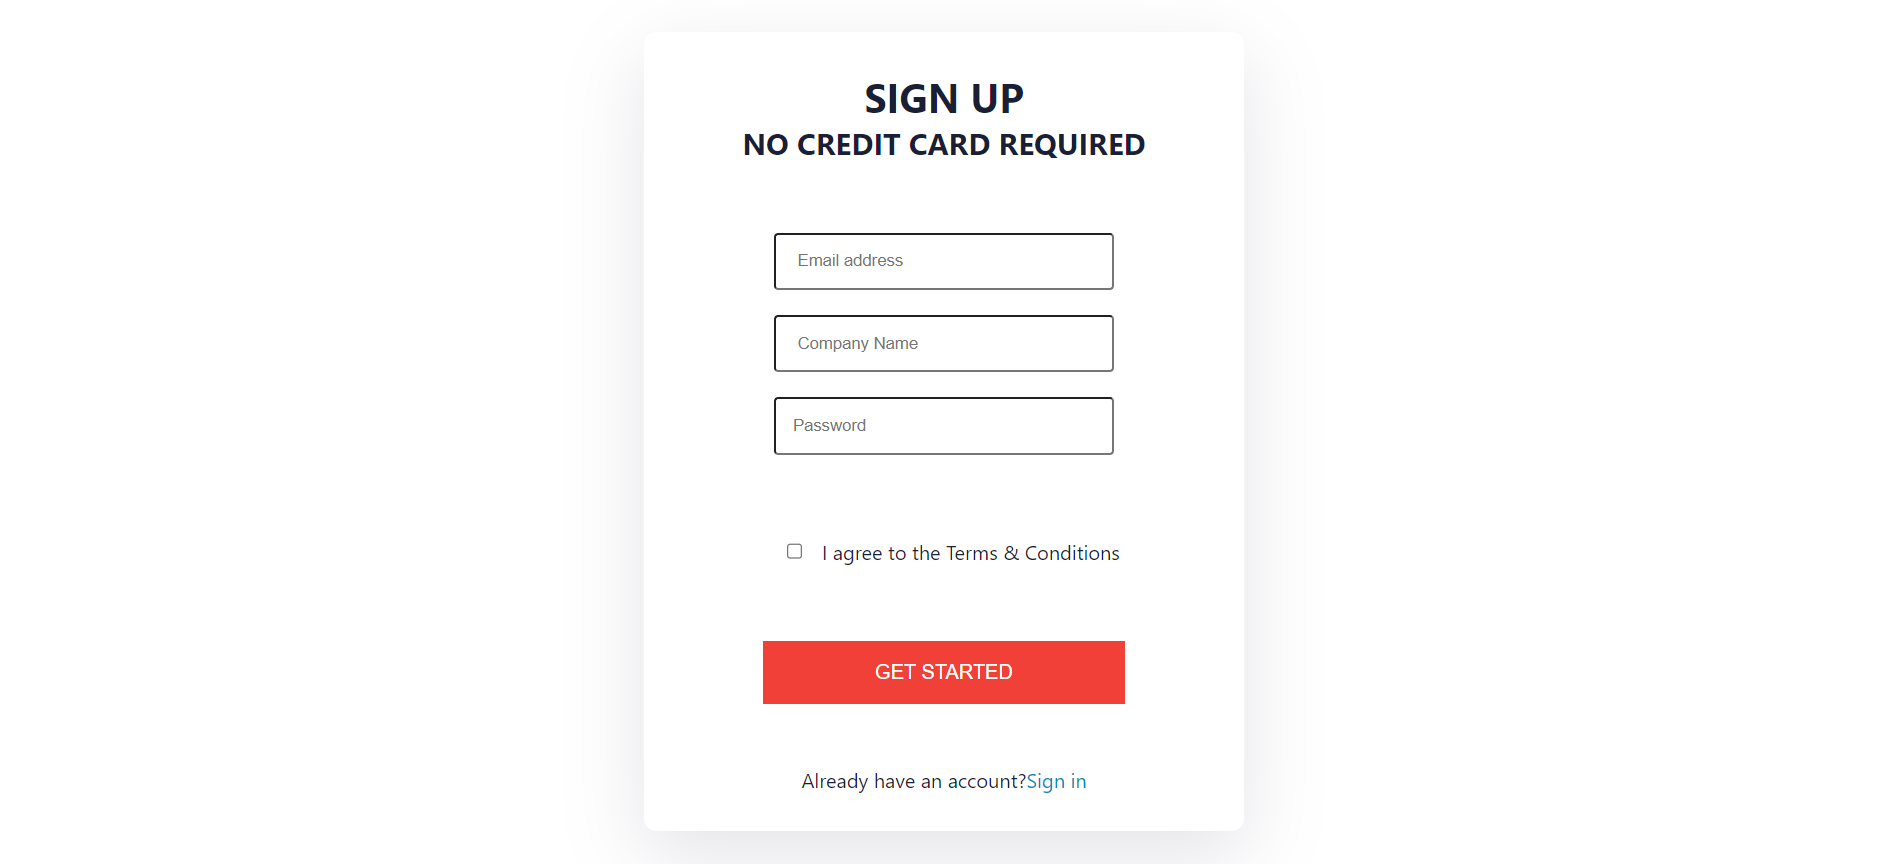 SIGN UP
NO CREDIT CARD REQUIRED
Email address
Company Name
Password
I agree to the Terms & Conditions
GET STARTED
Already have an account?Sign in